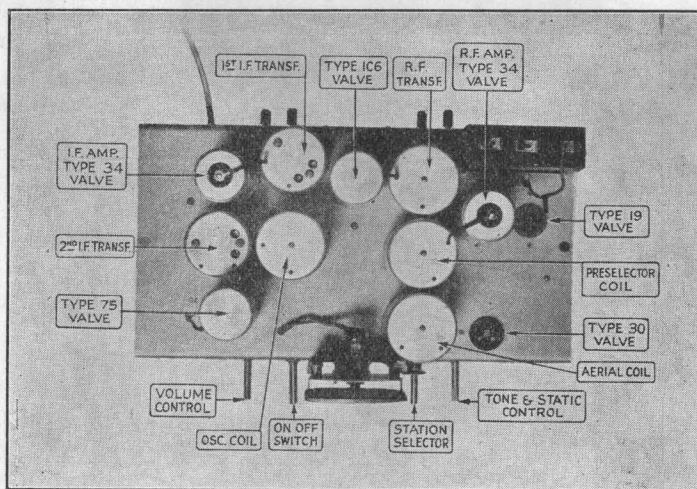 1ST I.F. TRANSF.
TYPE 1C6
VALVE
R.F.
TRANSF.
R.F. AMP.
TYPE 34
VALVE
I.F. AMP.
TYPE 34
VALVE
TYPE 19
VALVE
2ND I.F. TRANSF.
PRESELECTOR
COIL
TYPE 75
VALVE
TYPE 30
VALVE
AERIAL COIL
VOLUME
CONTROL
OSC. COIL
ON OFF
SWITCH
STATION
SELECTOR
TONE & STATIC
CONTROL